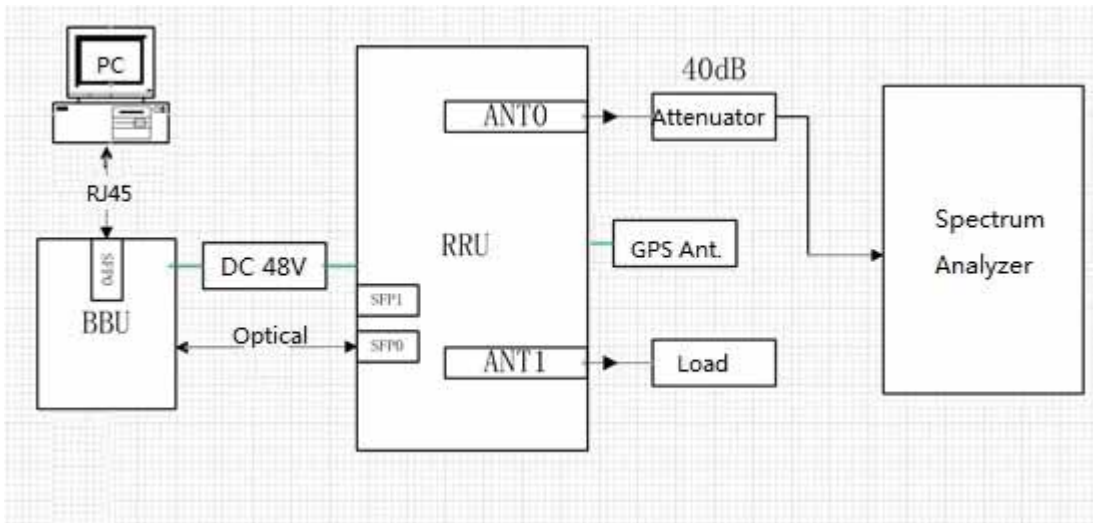 PC
RJ45
SFP0
BBU
DC 48V
Optical
RRU
SFP1
SFP0
ANT0
ANT1
40dB
Attenuator
GPS Ant.
Load
Spectrum
Analyzer